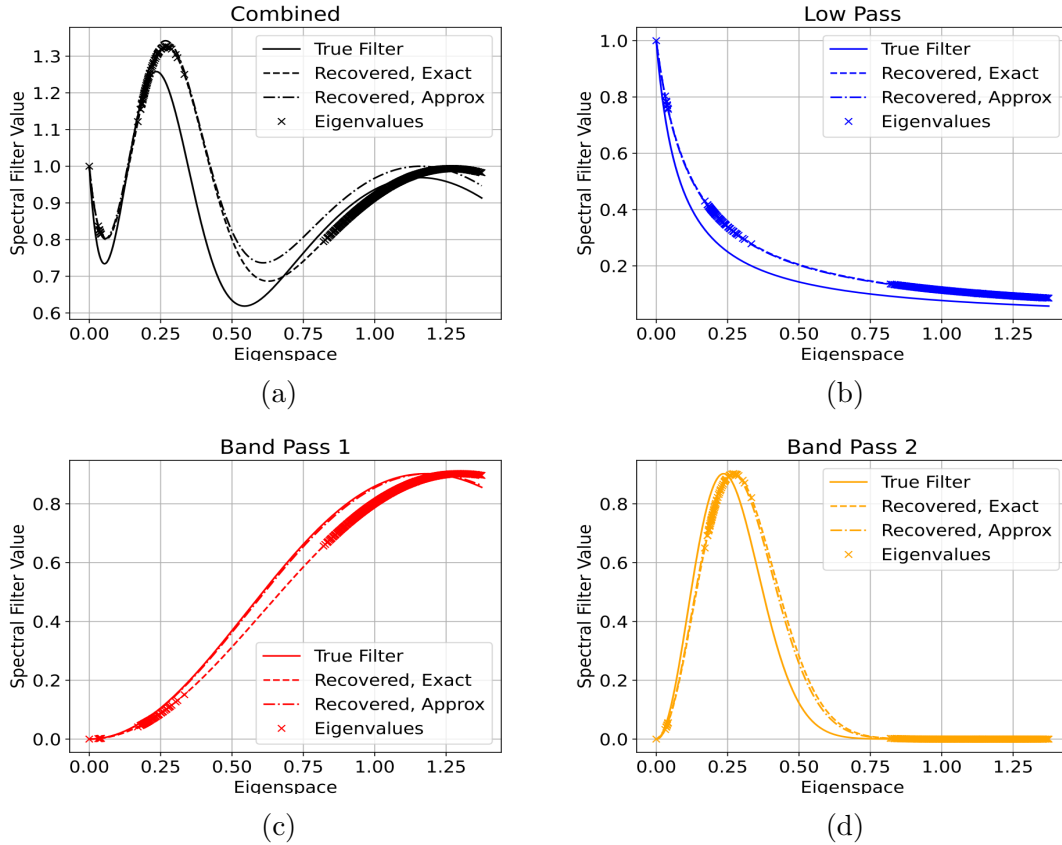 Combined
Spectral Filter Value
1.3
1.2
1.1
1.0
0.9
0.8
0.7
0.6
True Filter
Recovered, Exact
Recovered, Approx
Eigenvalues
0.00 0.25 0.50 0.75 1.00 1.25
Eigenspace
(a)
Low Pass
Spectral Filter Value
1.0
0.8
0.6
0.4
0.2
True Filter
Recovered, Exact
Recovered, Approx
Eigenvalues
0.00 0.25 0.50 0.75 1.00 1.25
Eigenspace
(b)
Band Pass 1
Spectral Filter Value
0.8
0.6
0.4
0.2
0.0
True Filter
Recovered, Exact
Recovered, Approx
Eigenvalues
0.00 0.25 0.50 0.75 1.00 1.25
Eigenspace
(c)
Band Pass 2
Spectral Filter Value
0.8
0.6
0.4
0.2
0.0
True Filter
Recovered, Exact
Recovered, Approx
Eigenvalues
0.00 0.25 0.50 0.75 1.00 1.25
Eigenspace
(d)